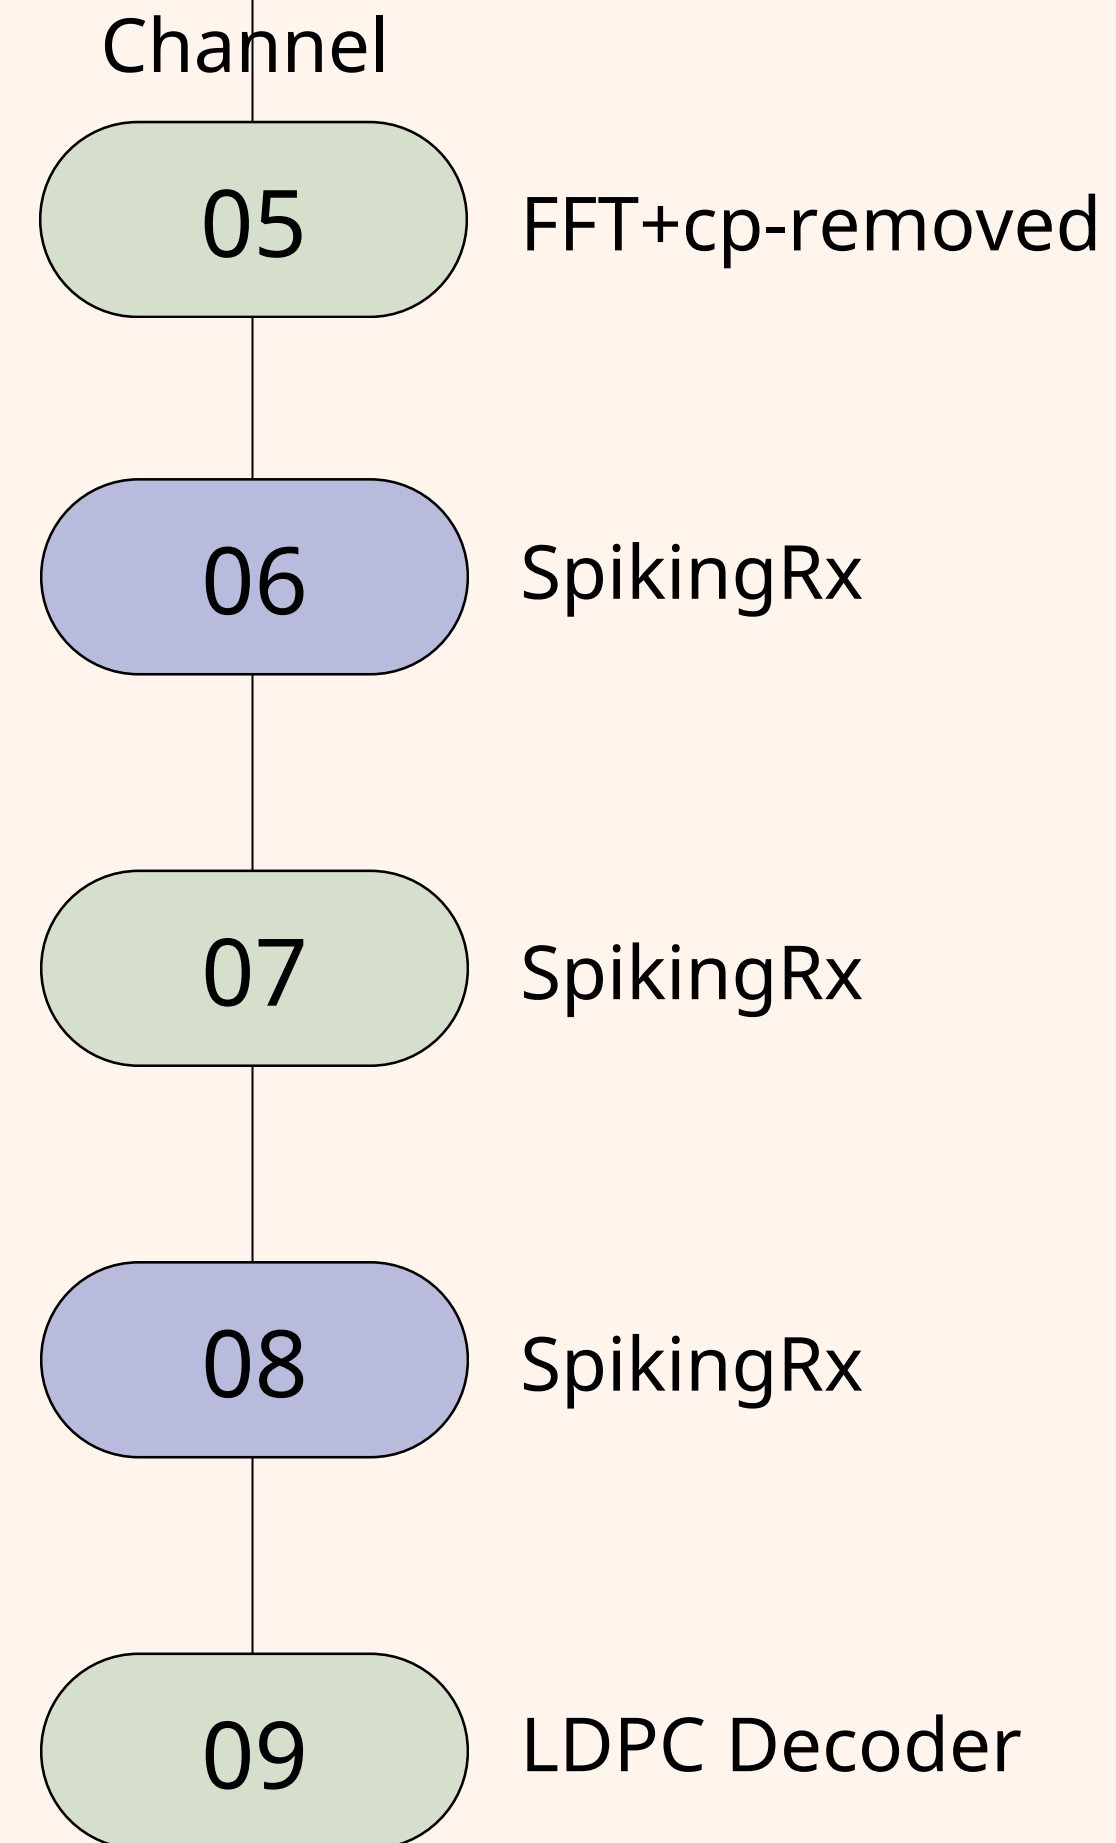 Channel
05
FFT+cp-removed
06
SpikingRx
07
SpikingRx
08
SpikingRx
09
LDPC Decoder